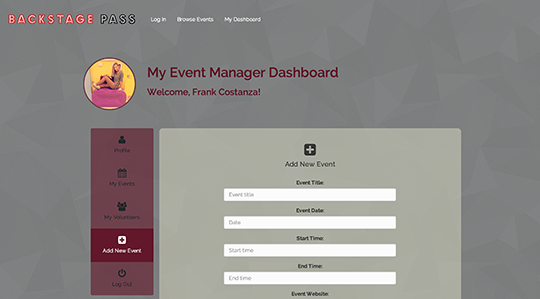 BACKSTAGE PASS
Log In Browse Events My Dashboard
My Event Manager Dashboard
Welcome, Frank Costanza!
Profile
My Events
My Volunteers
Add New Event
Log Out
Add New Event
Event Title:
Event title
Event Date:
Date
Start Time:
Start time
End Time:
End time
Event Website: